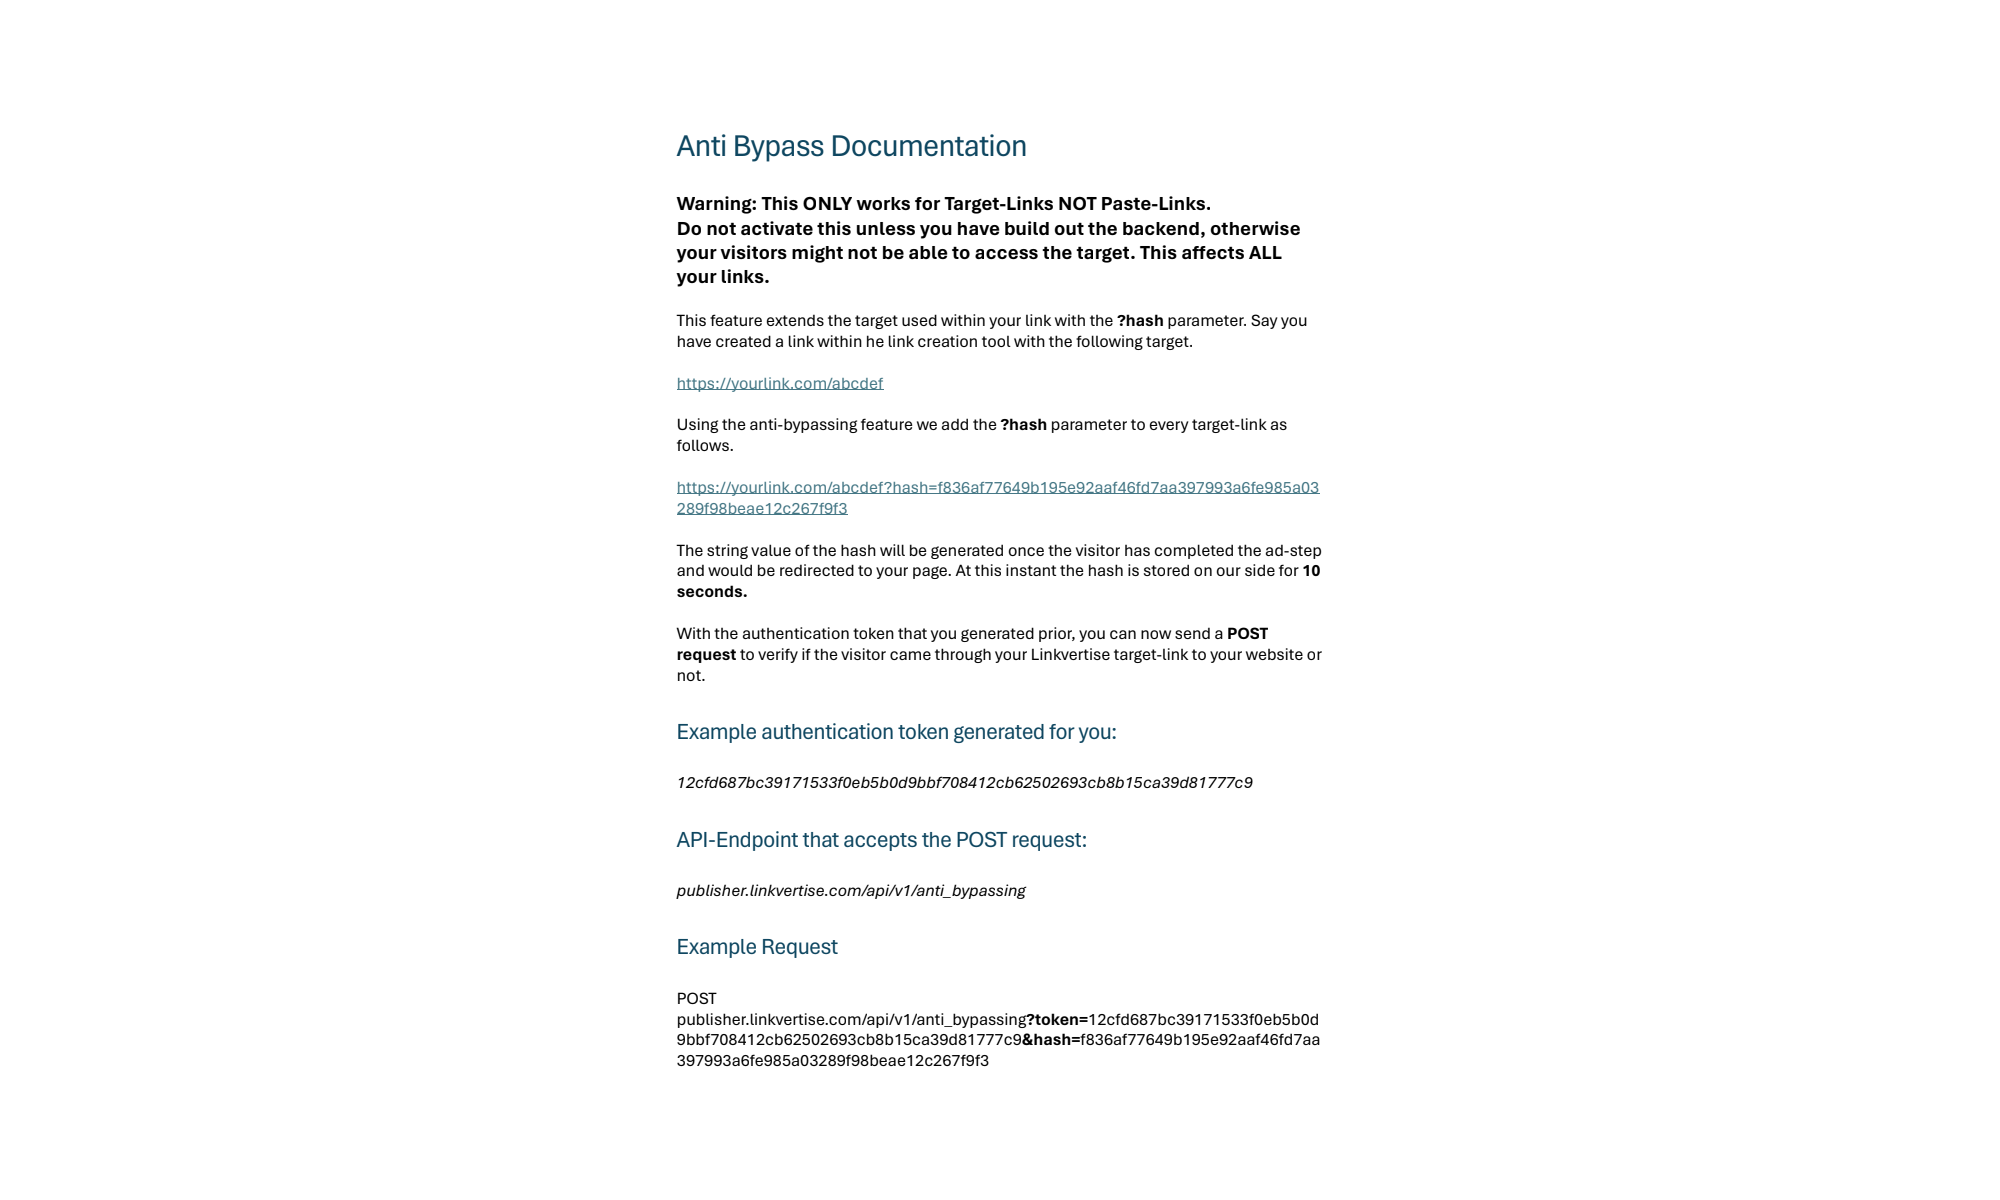 Anti Bypass Documentation
Warning: This ONLY works for Target-Links NOT Paste-Links.
Do not activate this unless you have build out the backend, otherwise
your visitors might not be able to access the target. This affects ALL
your links.
This feature extends the target used within your link with the ?hash parameter. Say you
have created a link within he link creation tool with the following target.
https://yourlink.com/abcdef
Using the anti-bypassing feature we add the ?hash parameter to every target-link as
follows.
https://yourlink.com/abcdef?hash=f836af77649b195e92aaf46fd7aa397993a6fe985a03
289f98beae12c267f9f3
The string value of the hash will be generated once the visitor has completed the ad-step
and would be redirected to your page. At this instant the hash is stored on our side for 10
seconds.
With the authentication token that you generated prior, you can now send a POST
request to verify if the visitor came through your Linkvertise target-link to your website or
not.
Example authentication token generated for you:
12cfd687bc39171533f0eb5b0d9bbf708412cb62502693cb8b15ca39d81777c9
API-Endpoint that accepts the POST request:
publisher.linkvertise.com/api/v1/anti_bypassing
Example Request
POST
publisher.linkvertise.com/api/v1/anti_bypassing?token=12cfd687bc39171533f0eb5b0d
9bbf708412cb62502693cb8b15ca39d81777c9&hash=f836af77649b195e92aaf46fd7aa
397993a6fe985a03289f98beae12c267f9f3